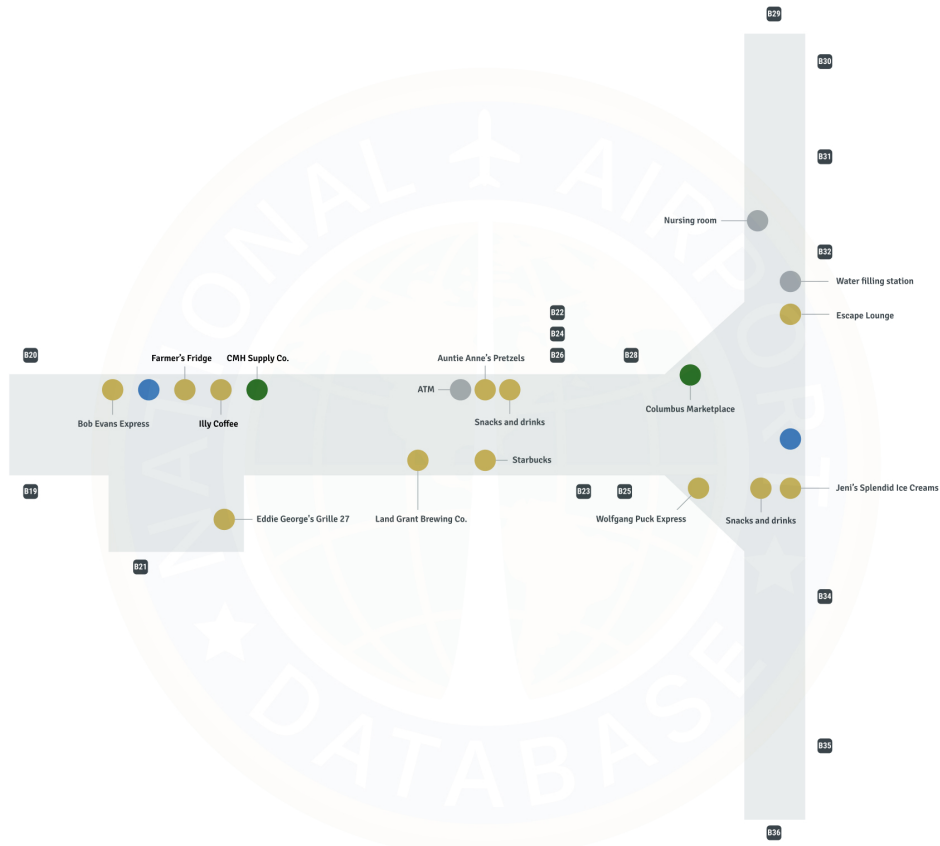 B29
B30
B31
Nursing room
B32
Water filling station
B22
Escape Lounge
B24
B20
Farmer's Fridge
CMH Supply Co.
Auntie Anne's Pretzels
B26
B28
ATM
Columbus Marketplace
Bob Evans Express
Illy Coffee
Snacks and drinks
Starbucks
B19
B23
B25
Jeni's Splendid Ice Creams
Eddie George's Grille 27
Land Grant Brewing Co.
Wolfgang Puck Express
Snacks and drinks
B21
B34
B35
B36
NATIONAL AIRPORT
DATABASE